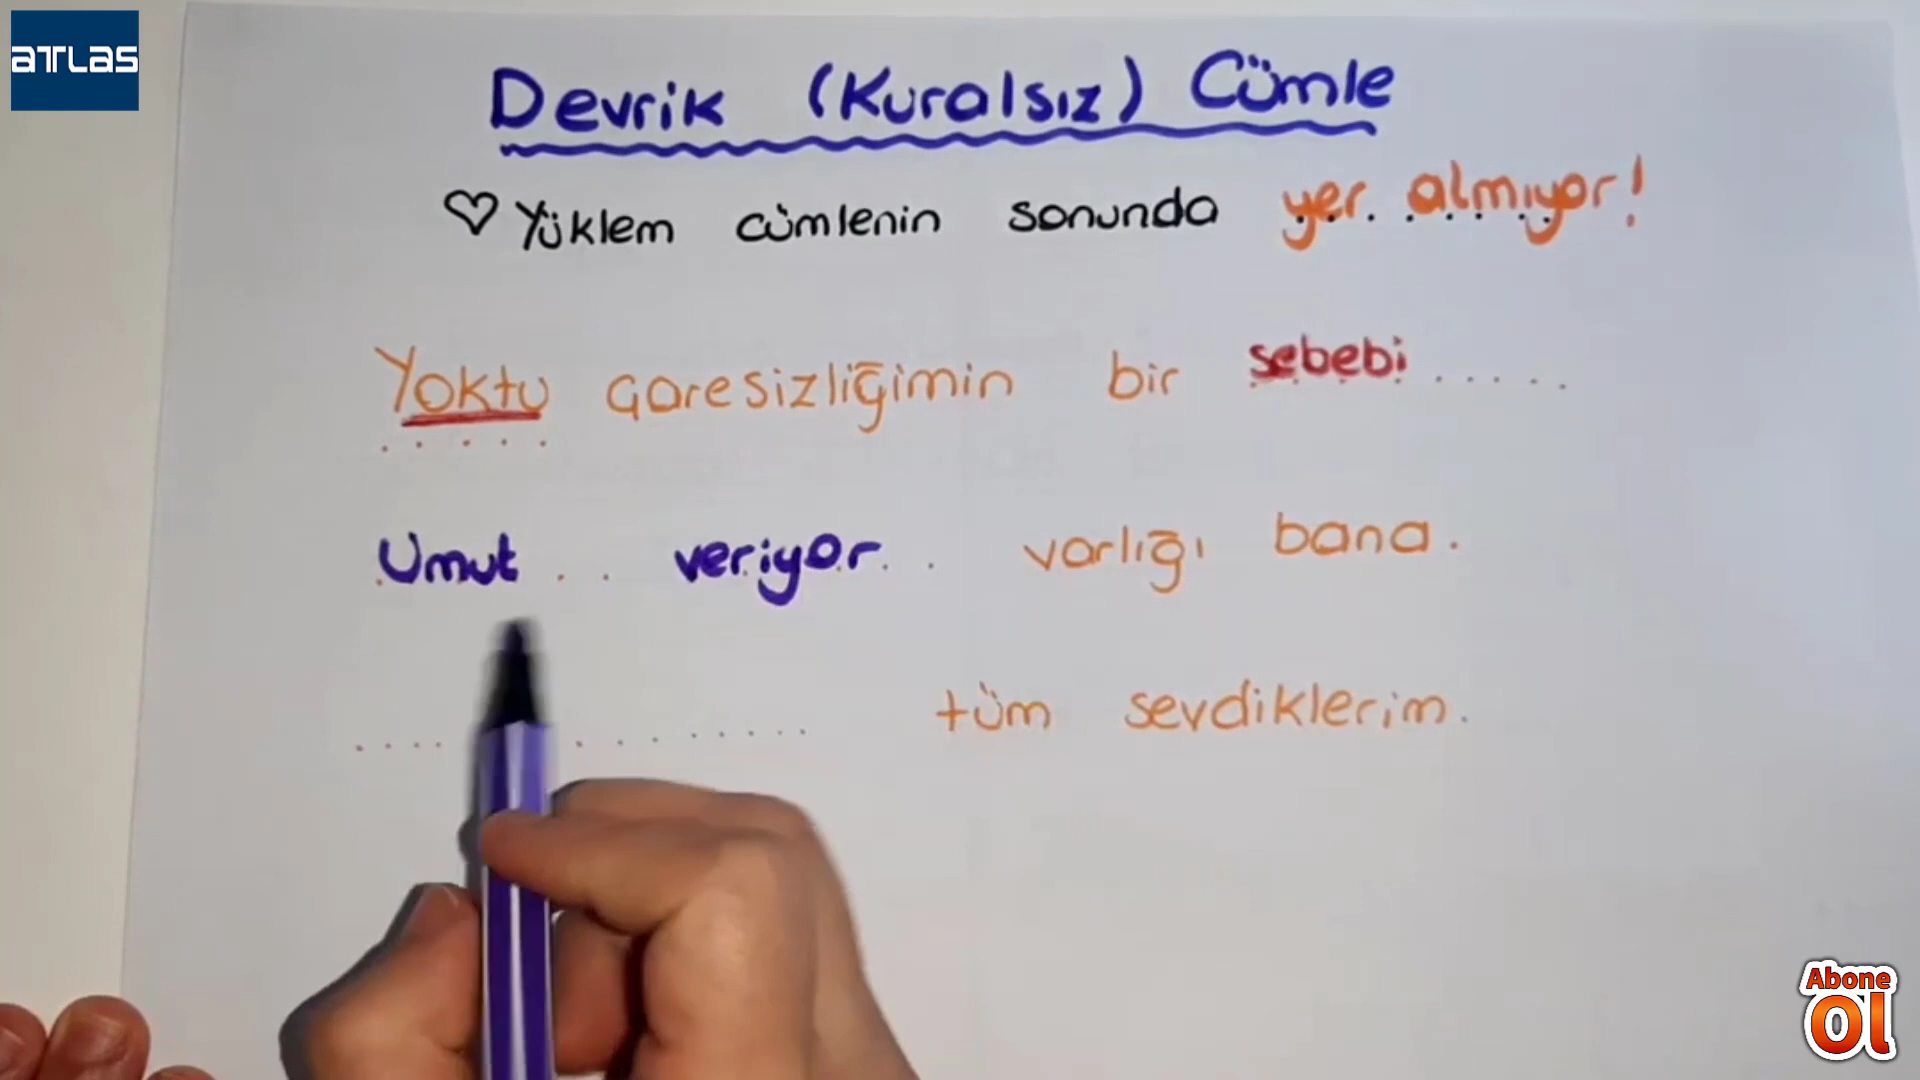 ATLAS
Devrik (Kuralsız) Cümle
♡ Yüklem cümlenin sonunda yer almıyor!
Yoktu çaresizliğimin bir sebebi.....
Umut .. veriyor.. varlığı bana.
............ tüm sevdiklerim.
Abone
Ol